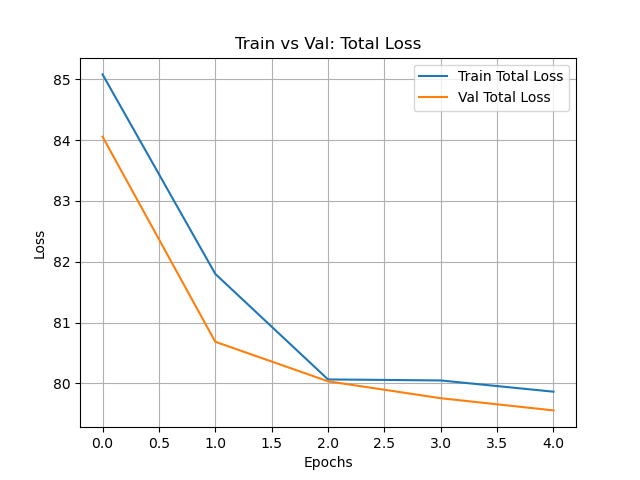 Train vs Val: Total Loss
Train Total Loss
Val Total Loss
85
84
83
82
81
80
Loss
0.0 0.5 1.0 1.5 2.0 2.5 3.0 3.5 4.0
Epochs